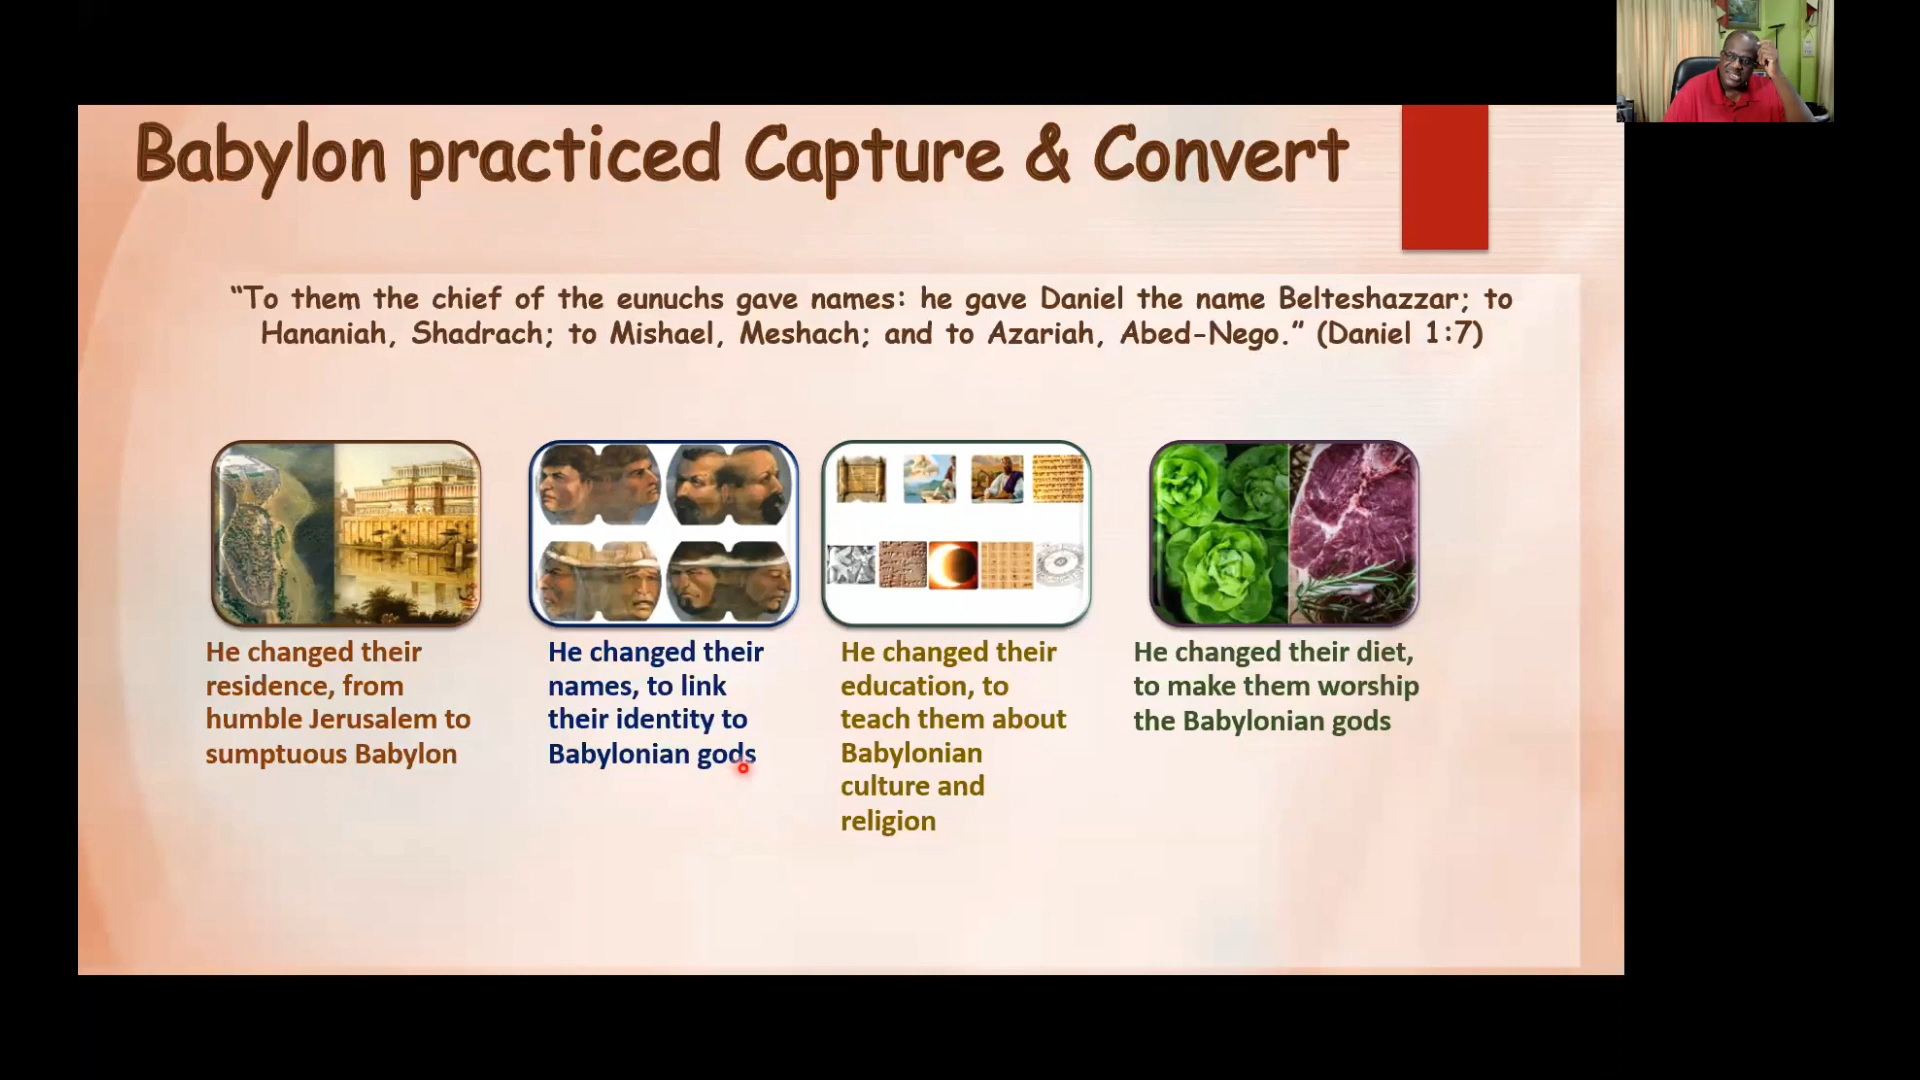 Babylon practiced Capture & Convert
“To them the chief of the eunuchs gave names: he gave Daniel the name Belteshazzar; to
Hananiah, Shadrach; to Mishael, Meshach; and to Azariah, Abed-Nego.” (Daniel 1:7)
He changed their
residence, from
humble Jerusalem to
sumptuous Babylon
He changed their
names, to link
their identity to
Babylonian gods
He changed their
education, to
teach them about
Babylonian
culture and
religion
He changed their diet,
to make them worship
the Babylonian gods